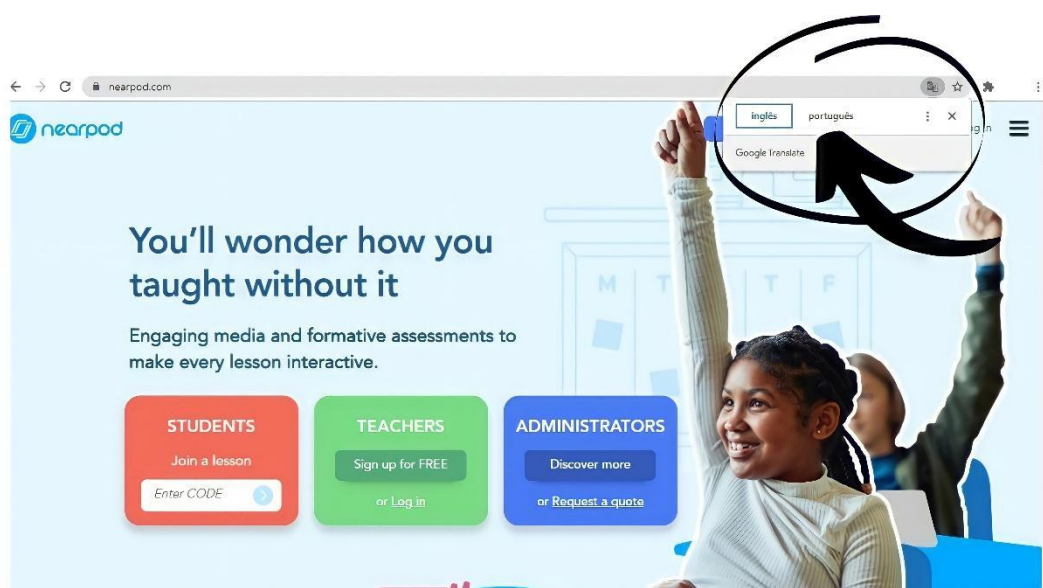 nearpod.com
inglês português
Google Translate
nearpod
You'll wonder how you
taught without it
Engaging media and formative assessments to
make every lesson interactive.
M T T F
STUDENTS
Join a lesson
Enter CODE
TEACHERS
Sign up for FREE
or Log in
ADMINISTRATORS
Discover more
or Request a quote